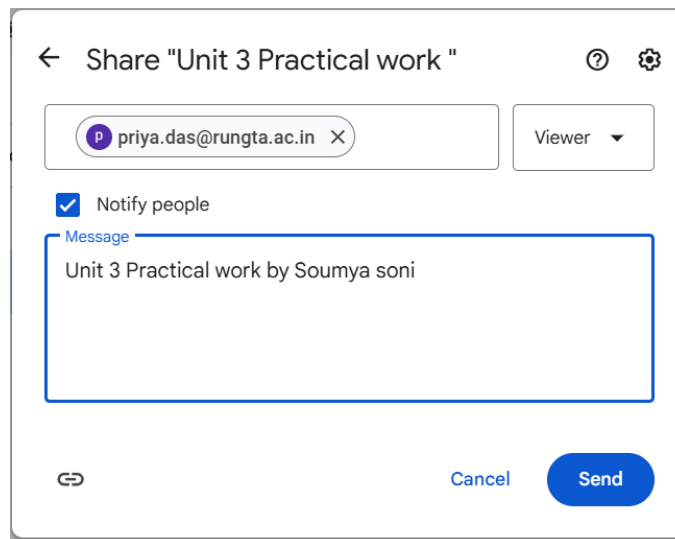 Share "Unit 3 Practical work "
P priya.das@rungta.ac.in
Viewer
Notify people
Message
Unit 3 Practical work by Soumya soni
Cancel Send